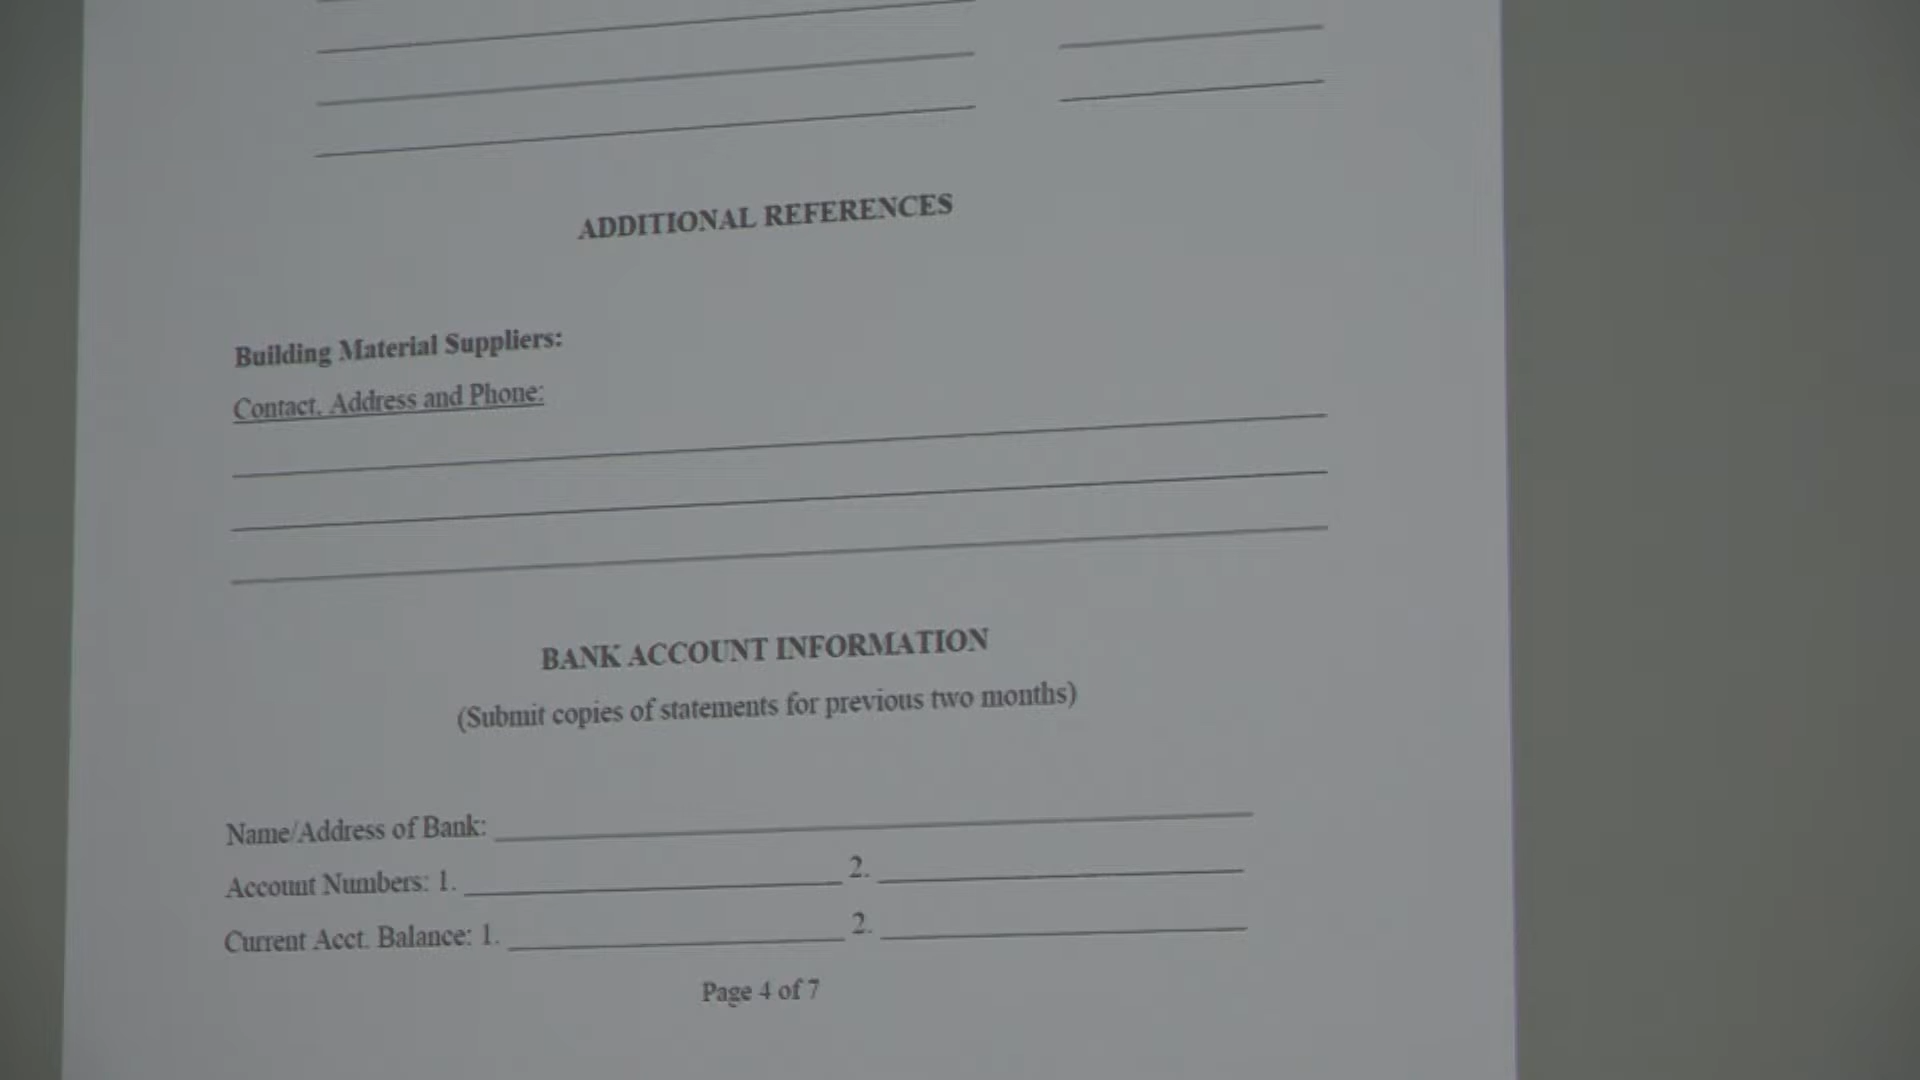 ADDITIONAL REFERENCES
Building Material Suppliers:
Contact, Address and Phone:
BANK ACCOUNT INFORMATION
(Submit copies of statements for previous two months)
Name/Address of Bank:
Account Numbers: 1. 2.
Current Acct. Balance: 1. 2.
Page 4 of 7